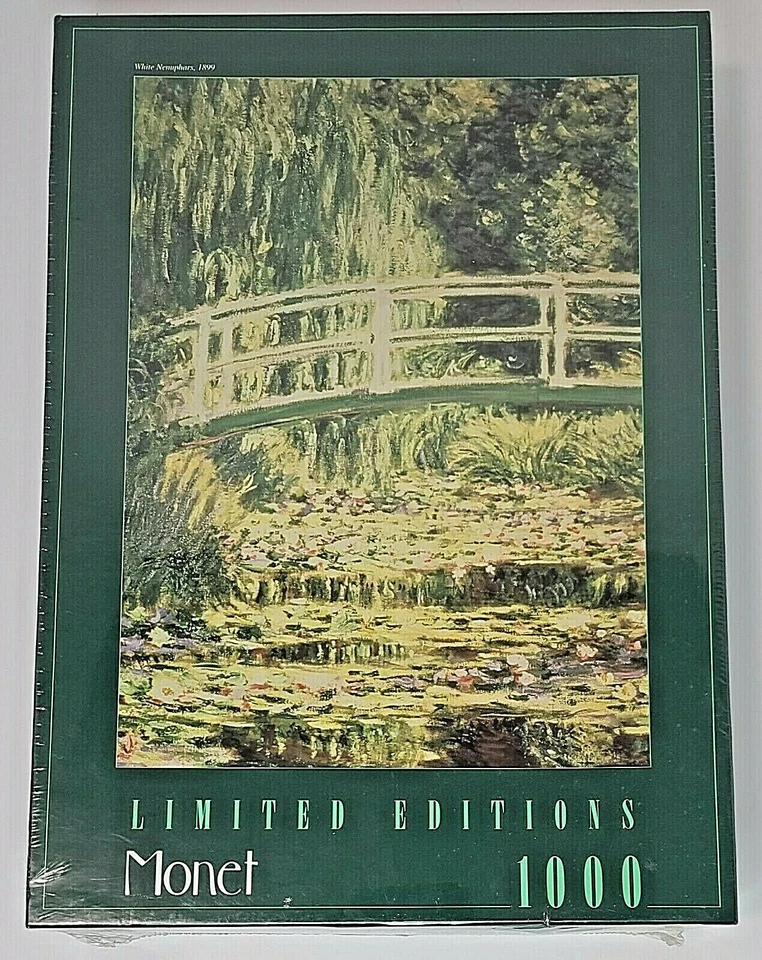 White Nenuphars, 1899
LIMITED EDITIONS
Monet
1000